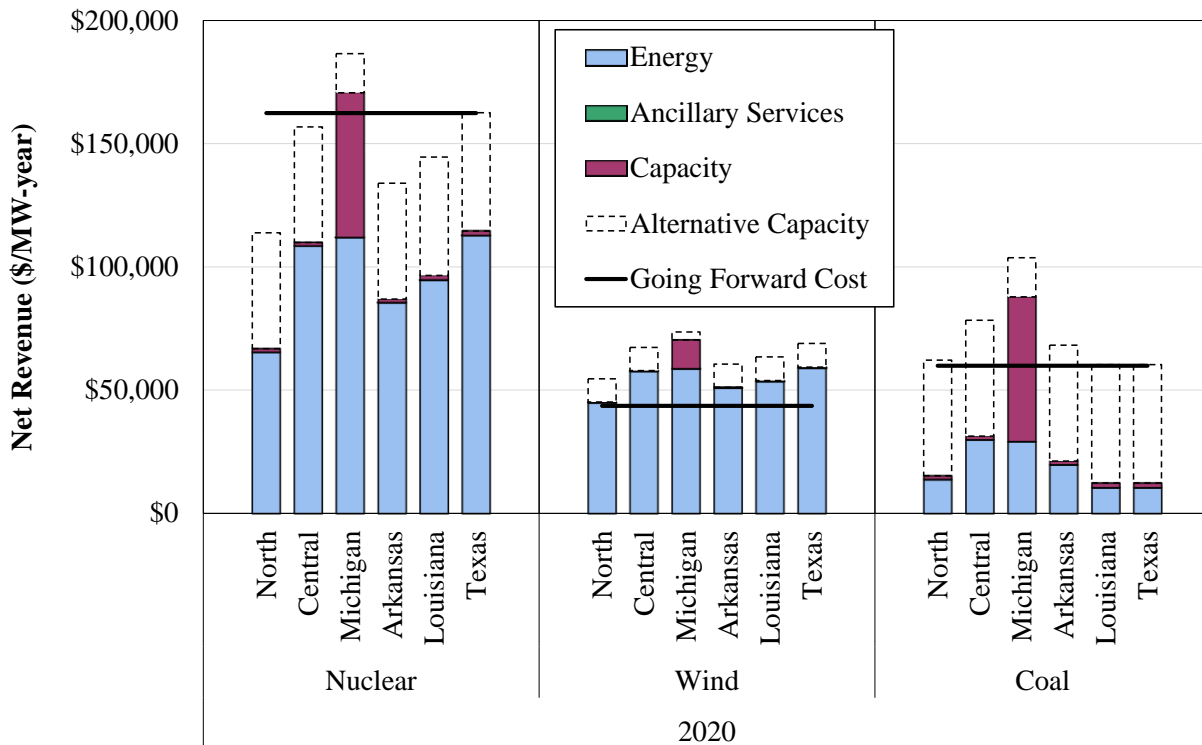 Net Revenue ($/MW-year)
$200,000
$150,000
$100,000
$50,000
$0
Energy
Ancillary Services
Capacity
Alternative Capacity
Going Forward Cost
North
Central
Michigan
Arkansas
Louisiana
Texas
North
Central
Michigan
Arkansas
Louisiana
Texas
North
Central
Michigan
Arkansas
Louisiana
Texas
Nuclear
Wind
Coal
2020